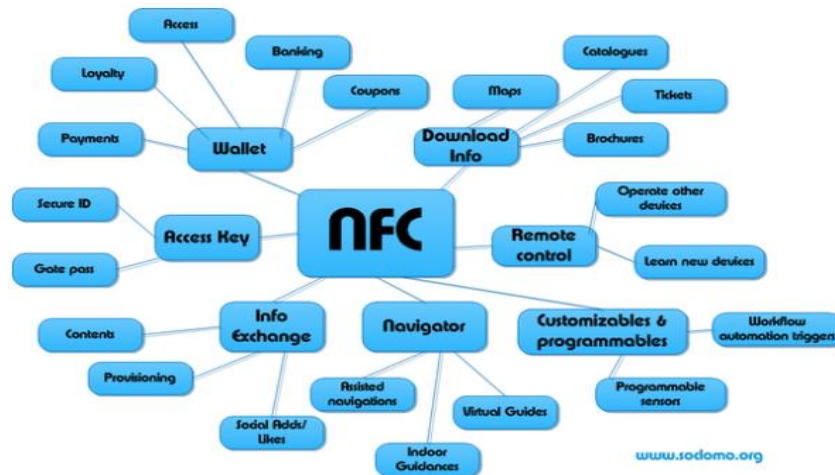 Access
Banking
Catalogues
Loyalty
Coupons
Maps
Tickets
Payments
Wallet
Download
Info
Brochures
Secure ID
Access Key
Gate pass
NFC
Operate other
devices
Remote
control
Learn new devices
Contents
Info
Exchange
Provisioning
Social Adds/
Likes
Navigator
Assisted
navigations
Indoor
Guidances
Virtual Guides
Customizables &
programmables
Workflow
automation triggers
Programmable
sensors
www.soclomo.org